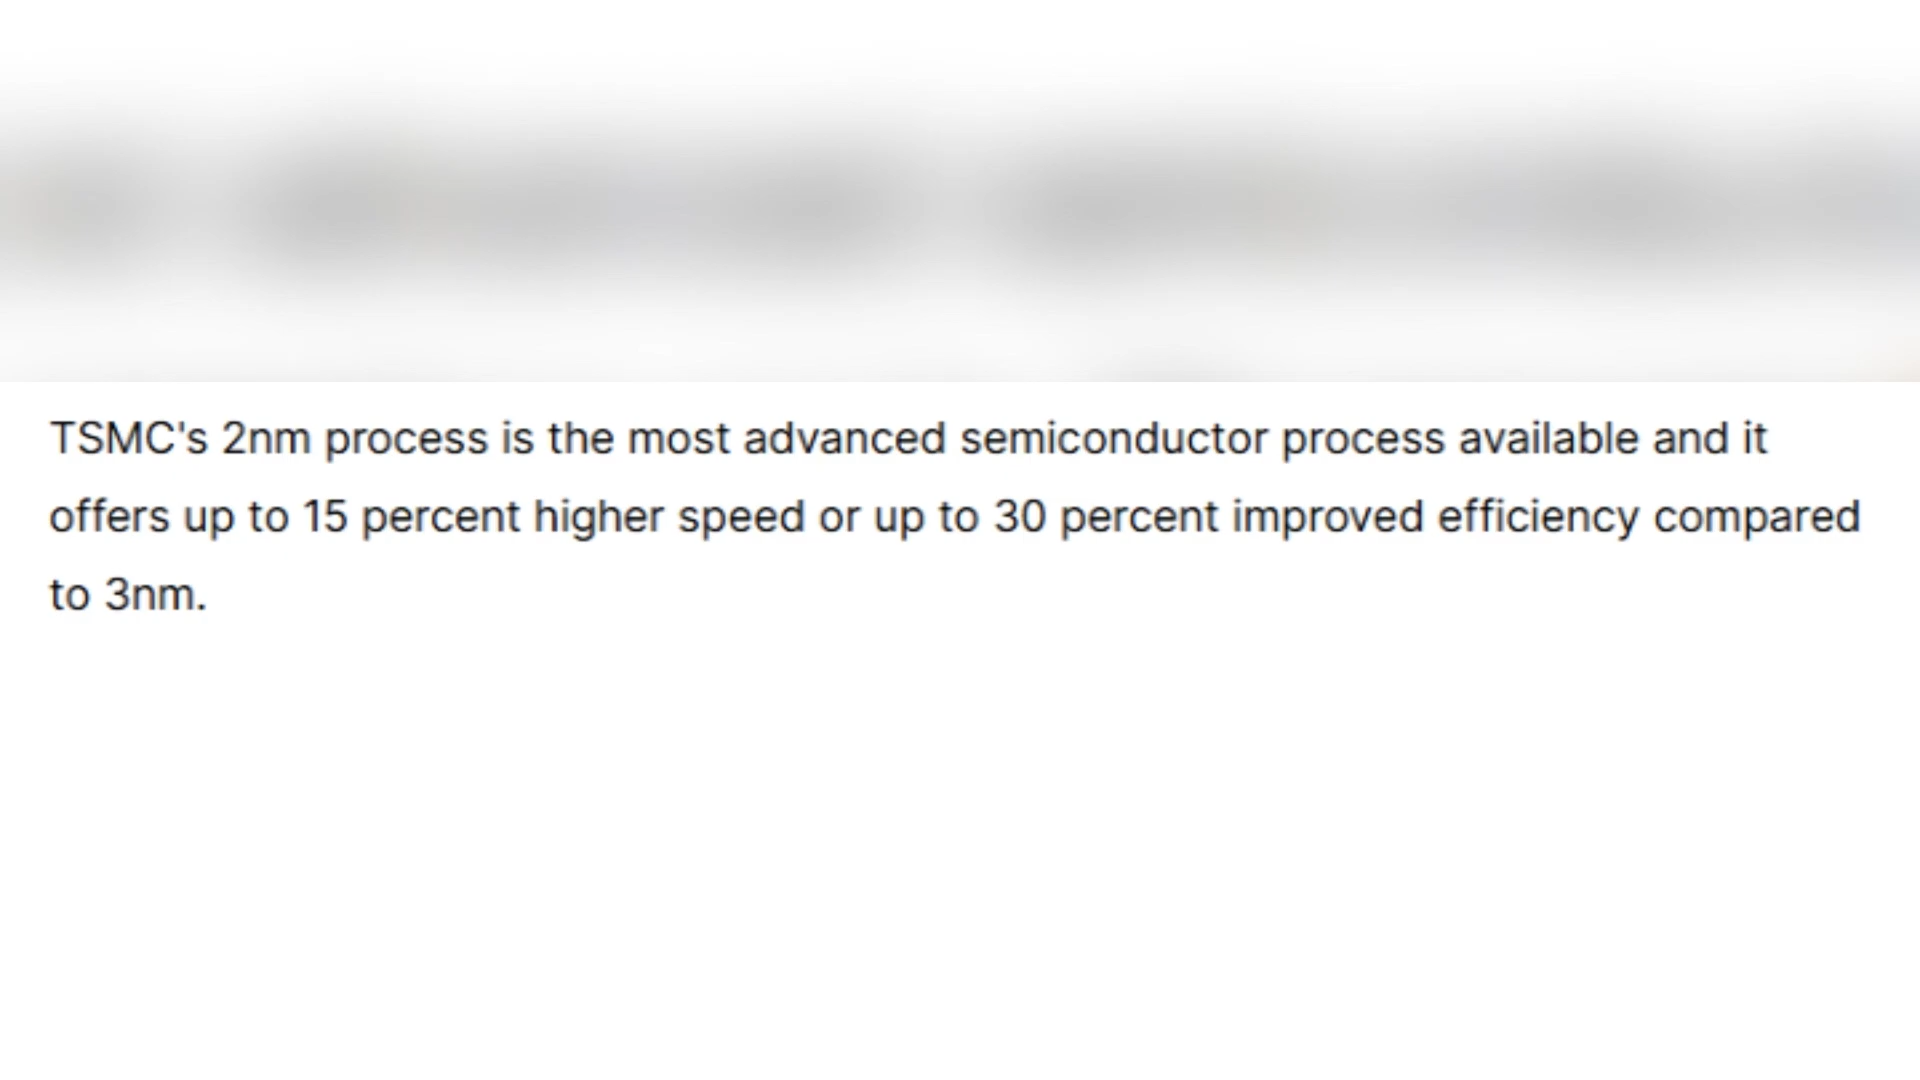 TSMC's 2nm process is the most advanced semiconductor process available and it
offers up to 15 percent higher speed or up to 30 percent improved efficiency compared
to 3nm.